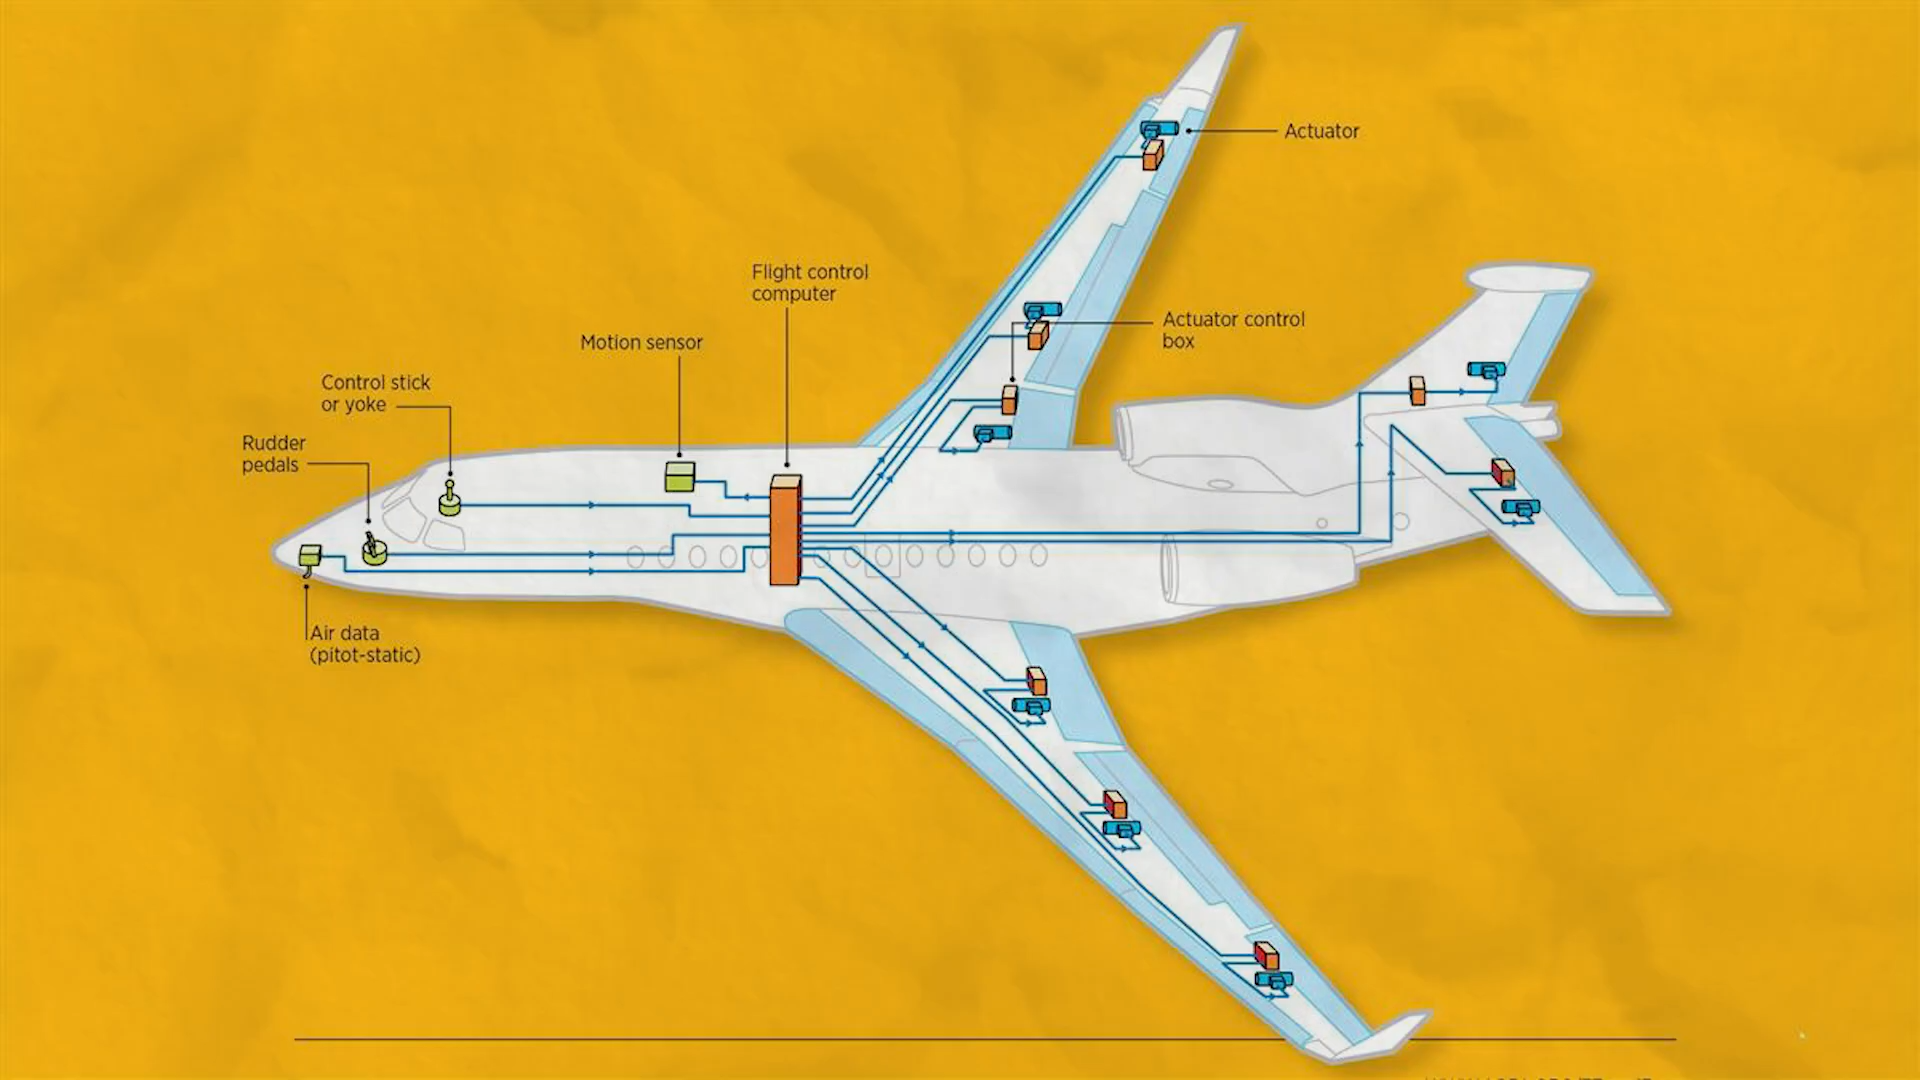 Actuator
Flight control
computer
Actuator control
box
Motion sensor
Control stick
or yoke
Rudder
pedals
Air data
(pitot-static)